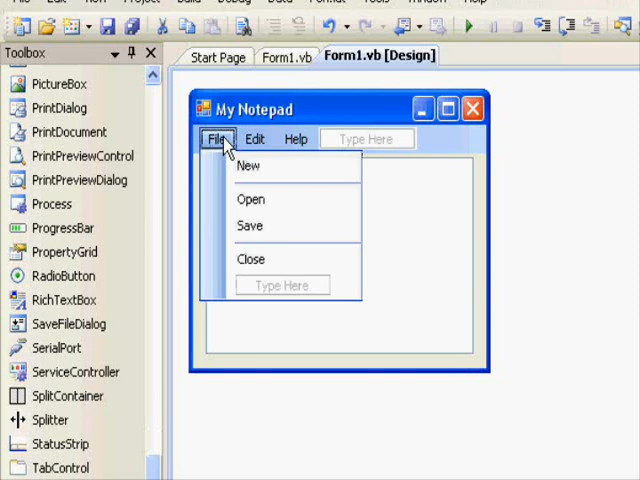 Toolbox
Start Page
Form1.vb
Form1.vb [Design]
PictureBox
PrintDialog
PrintDocument
PrintPreviewControl
PrintPreviewDialog
Process
ProgressBar
PropertyGrid
RadioButton
RichTextBox
SaveFileDialog
SerialPort
ServiceController
SplitContainer
Splitter
StatusStrip
TabControl
My Notepad
File
Edit
Help
Type Here
New
Open
Save
Close
Type Here